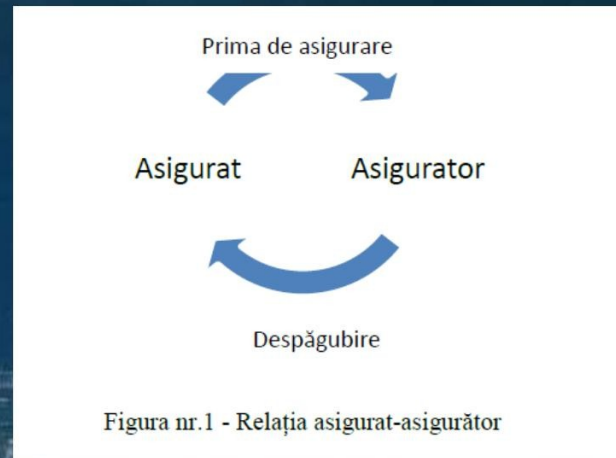 Prima de asigurare
Asigurat Asigurator
Despăgubire
Figura nr.1 - Relația asigurat-asigurător